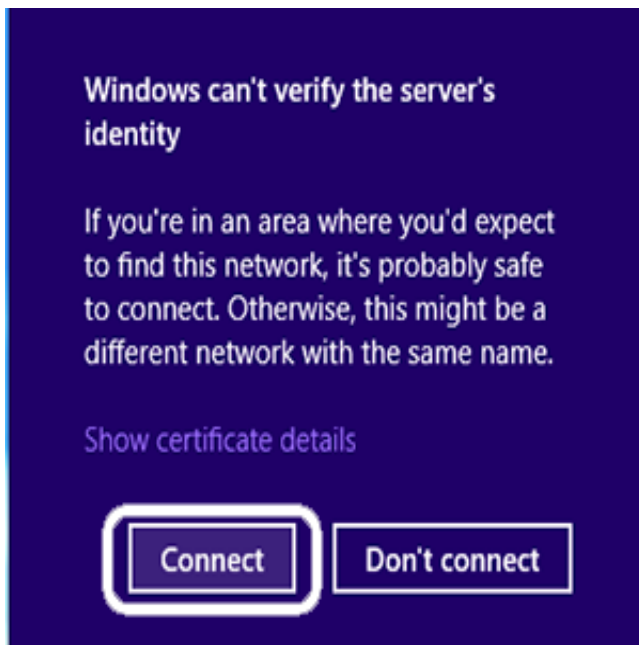 Windows can't verify the server's
identity
If you're in an area where you'd expect
to find this network, it's probably safe
to connect. Otherwise, this might be a
different network with the same name.
Show certificate details
Connect
Don't connect